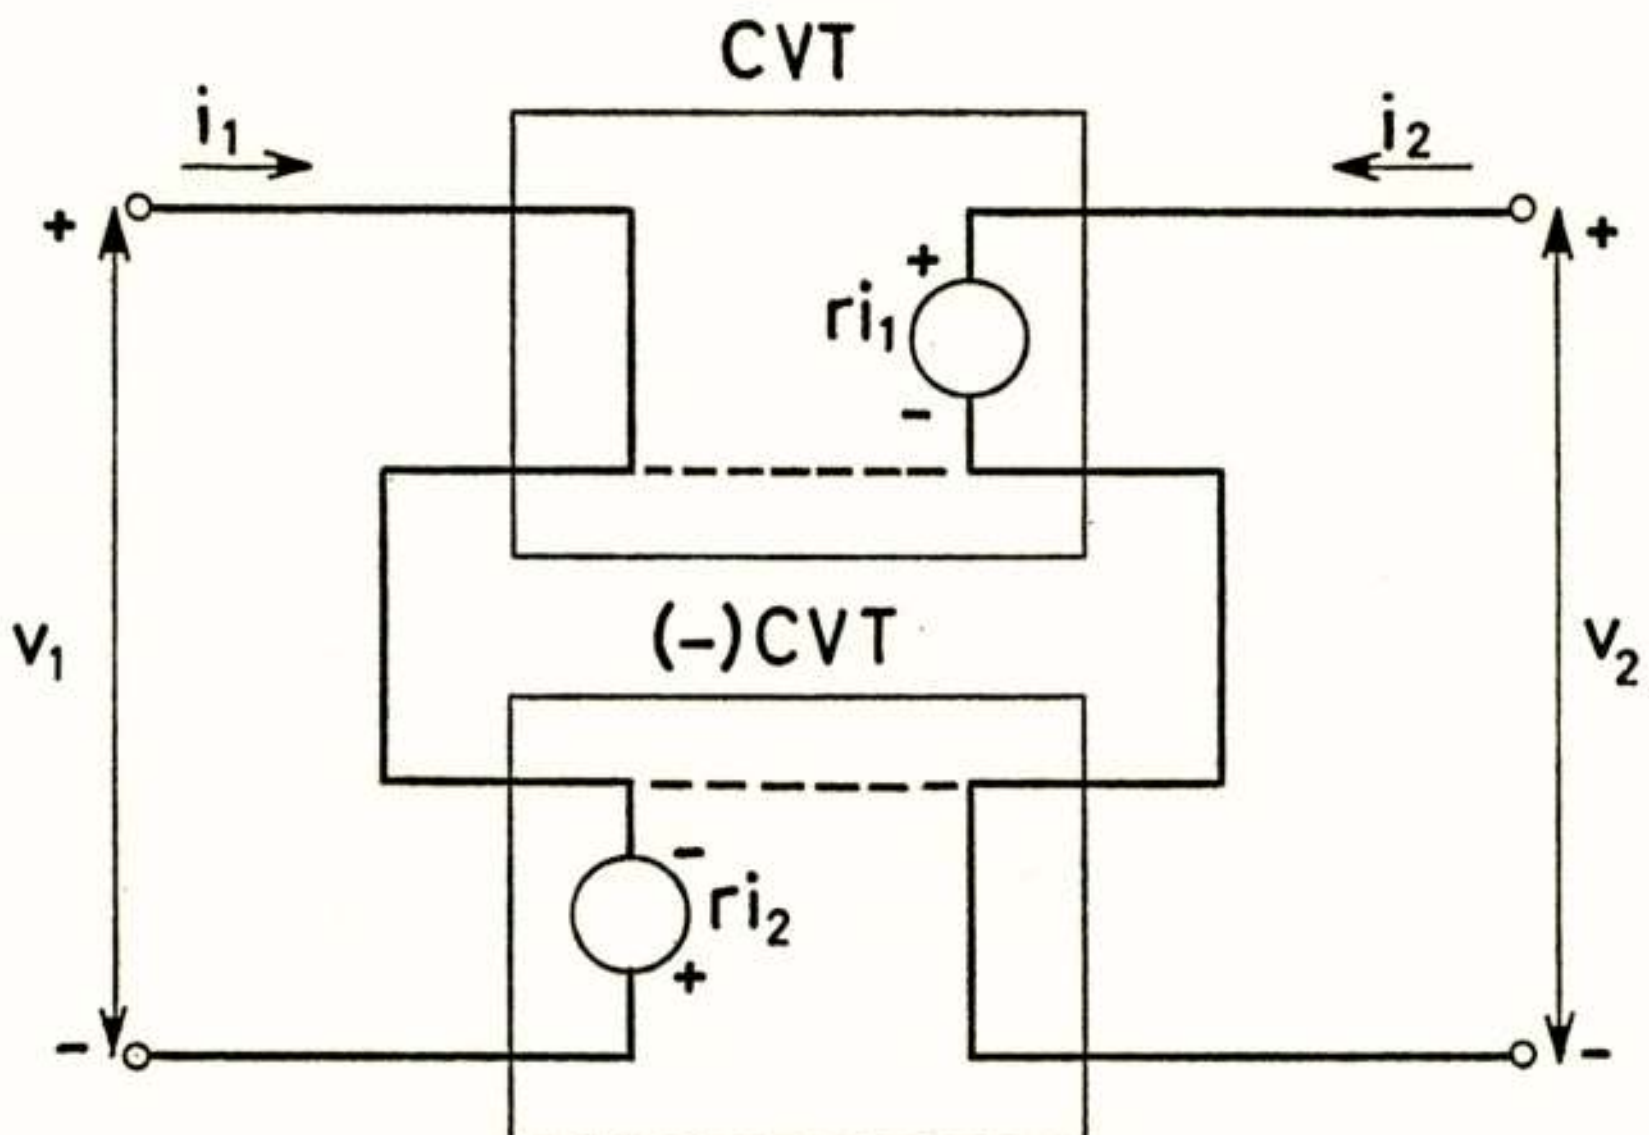 CVT
i1
i2
+
+
+
ri1
-
(-)CVT
v1
v2
-
ri2
+
-
-